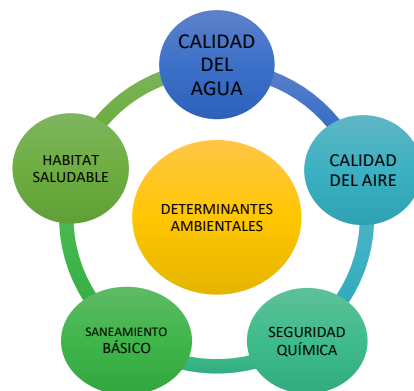 CALIDAD
DEL
AGUA
CALIDAD
DEL AIRE
SEGURIDAD
QUÍMICA
SANEAMIENTO
BÁSICO
HABITAT
SALUDABLE
DETERMINANTES
AMBIENTALES